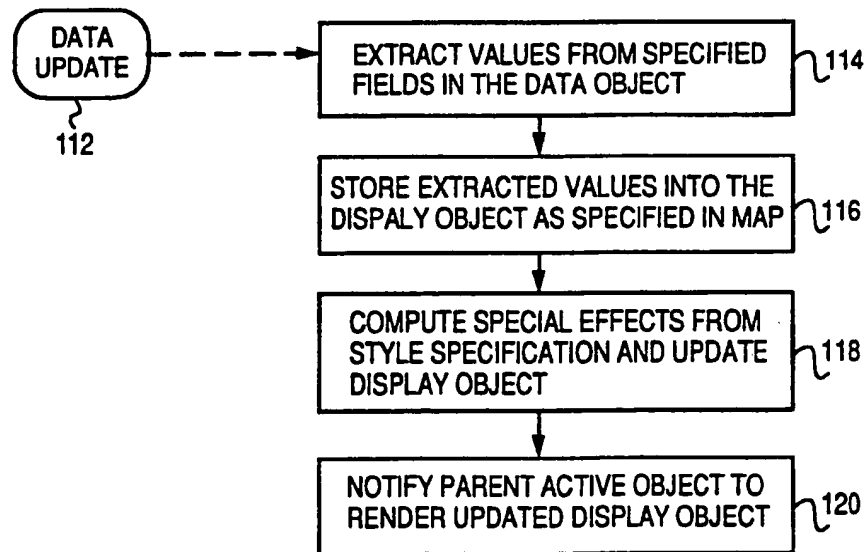 DATA
UPDATE
112
EXTRACT VALUES FROM SPECIFIED
FIELDS IN THE DATA OBJECT
114
STORE EXTRACTED VALUES INTO THE
DISPALY OBJECT AS SPECIFIED IN MAP
116
COMPUTE SPECIAL EFFECTS FROM
STYLE SPECIFICATION AND UPDATE
DISPLAY OBJECT
118
NOTIFY PARENT ACTIVE OBJECT TO
RENDER UPDATED DISPLAY OBJECT
120